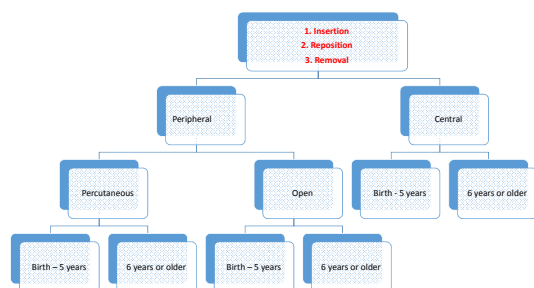 1. Insertion
2. Reposition
3. Removal
Peripheral
Central
Percutaneous
Open
Birth - 5 years
6 years or older
Birth – 5 years
6 years or older
Birth – 5 years
6 years or older